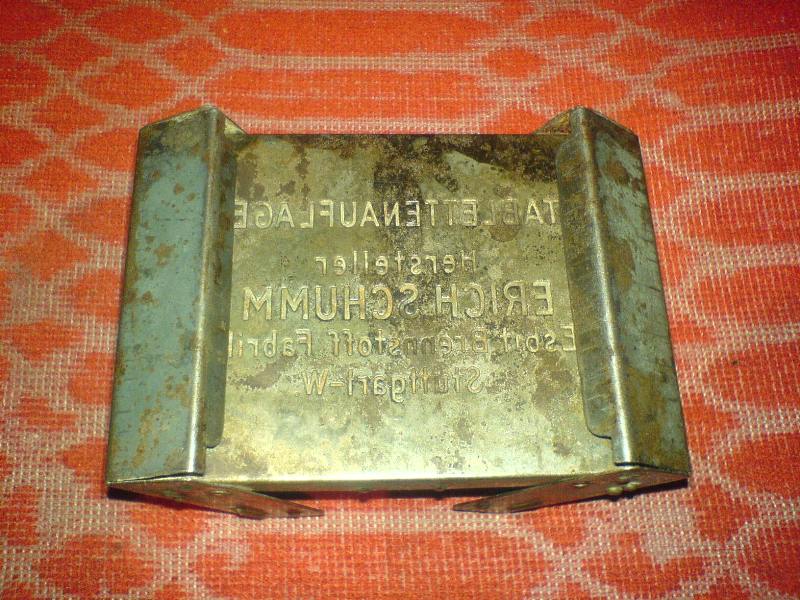 TABLETTENAUFLAGE
Hersteller
ERICH SCHUMM
Esbit Brennstoff Fabrik
Stuttgart-W